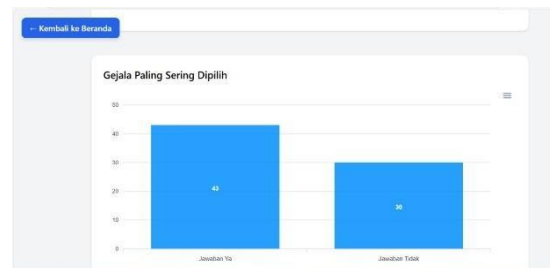 ← Kembali ke Beranda
Gejala Paling Sering Dipilih
50
40
30
20
10
0
43
30
Jawaban Ya
Jawaban Tidak